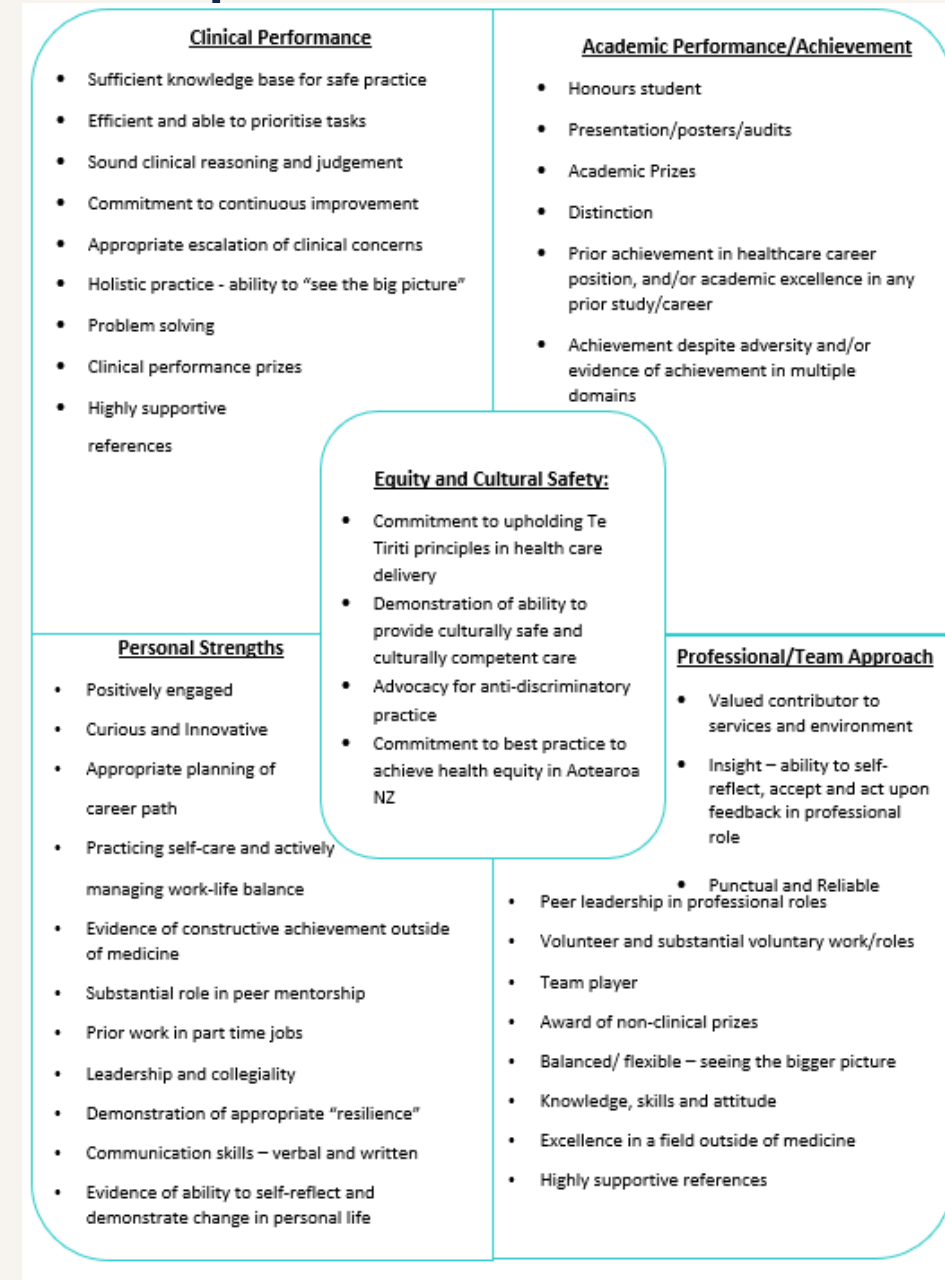 Clinical Performance
• Sufficient knowledge base for safe practice
• Efficient and able to prioritise tasks
• Sound clinical reasoning and judgement
• Commitment to continuous improvement
• Appropriate escalation of clinical concerns
• Holistic practice - ability to “see the big picture”
• Problem solving
• Clinical performance prizes
• Highly supportive
references
Academic Performance/Achievement
• Honours student
• Presentation/posters/audits
• Academic Prizes
• Distinction
• Prior achievement in healthcare career
position, and/or academic excellence in any
prior study/career
• Achievement despite adversity and/or
evidence of achievement in multiple
domains
Equity and Cultural Safety:
• Commitment to upholding Te
Tiriti principles in health care
delivery
• Demonstration of ability to
provide culturally safe and
culturally competent care
• Advocacy for anti-discriminatory
practice
• Commitment to best practice to
achieve health equity in Aotearoa
NZ
Personal Strengths
• Positively engaged
• Curious and Innovative
• Appropriate planning of
career path
• Practicing self-care and actively
managing work-life balance
• Evidence of constructive achievement outside
of medicine
• Substantial role in peer mentorship
• Prior work in part time jobs
• Leadership and collegiality
• Demonstration of appropriate “resilience”
• Communication skills – verbal and written
• Evidence of ability to self-reflect and
demonstrate change in personal life
Professional/Team Approach
• Valued contributor to
services and environment
• Insight – ability to self-
reflect, accept and act upon
feedback in professional
role
• Punctual and Reliable
• Peer leadership in professional roles
• Volunteer and substantial voluntary work/roles
• Team player
• Award of non-clinical prizes
• Balanced/ flexible – seeing the bigger picture
• Knowledge, skills and attitude
• Excellence in a field outside of medicine
• Highly supportive references